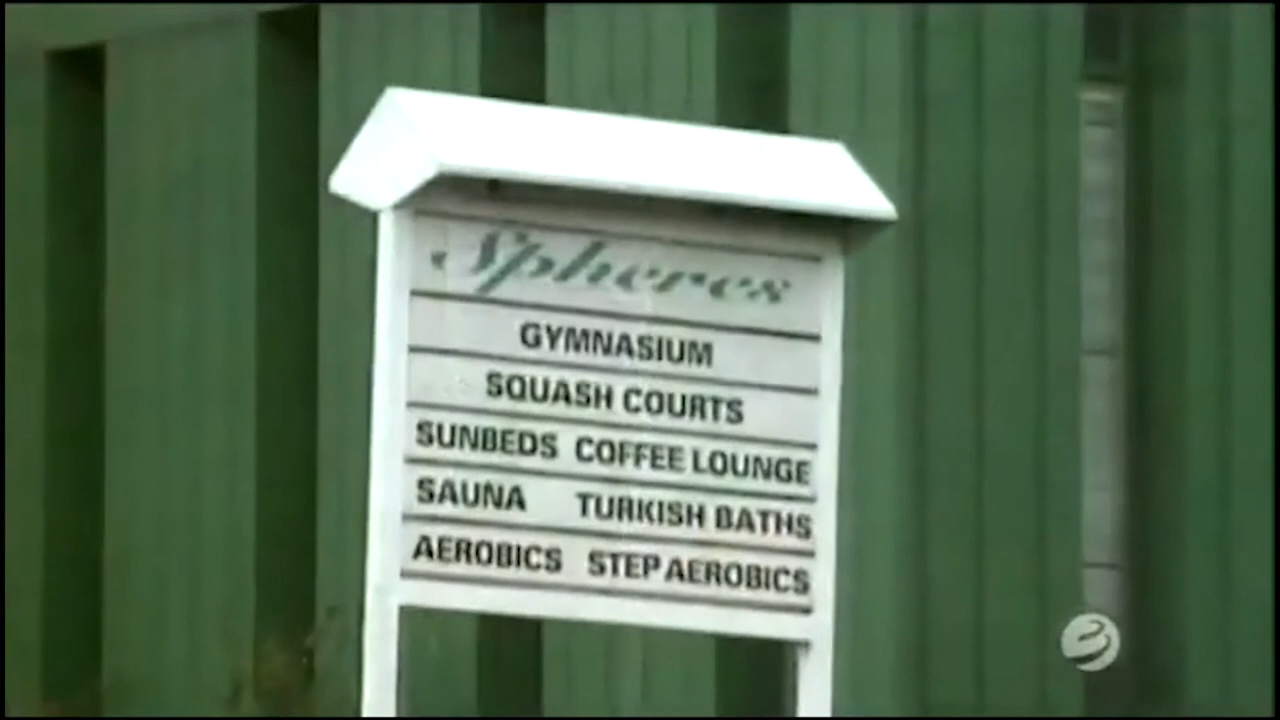 Spheres
GYMNASIUM
SQUASH COURTS
SUNBEDS COFFEE LOUNGE
SAUNA TURKISH BATHS
AEROBICS STEP AEROBICS